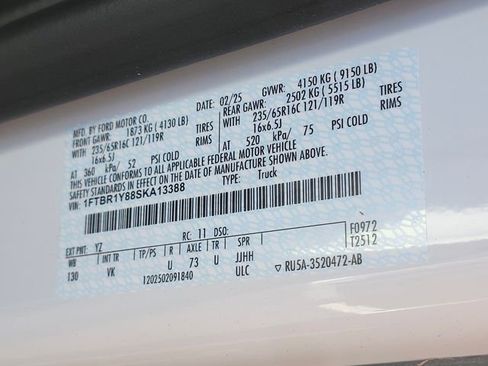 MFD. BY FORD MOTOR CO.
DATE: 02/25 GVWR: 4150 KG (9150 LB)
FRONT GAWR: 1873 KG (4130 LB) REAR GAWR: 2502 KG (5515 LB)
WITH 235/65R16C 121/119R TIRES WITH 235/65R16C 121/119R TIRES
16x6.5J RIMS 16x6.5J RIMS
AT 360 kPa/ 52 PSI COLD AT 520 kPa/ 75 PSI COLD
THIS VEHICLE CONFORMS TO ALL APPLICABLE FEDERAL MOTOR VEHICLE
SAFETY STANDARDS IN EFFECT ON THE DATE OF MANUFACTURE SHOWN ABOVE.
VIN: 1FTBR1Y88SKA13388 TYPE: Truck
F0972
T2512
EXT PNT: YZ RC: 11 DSO:
WB TP/PS R AXLE TR SPR
130 VK U 73 U JJHH
1202502091840 ULC ▽ RU5A-3520472-AB